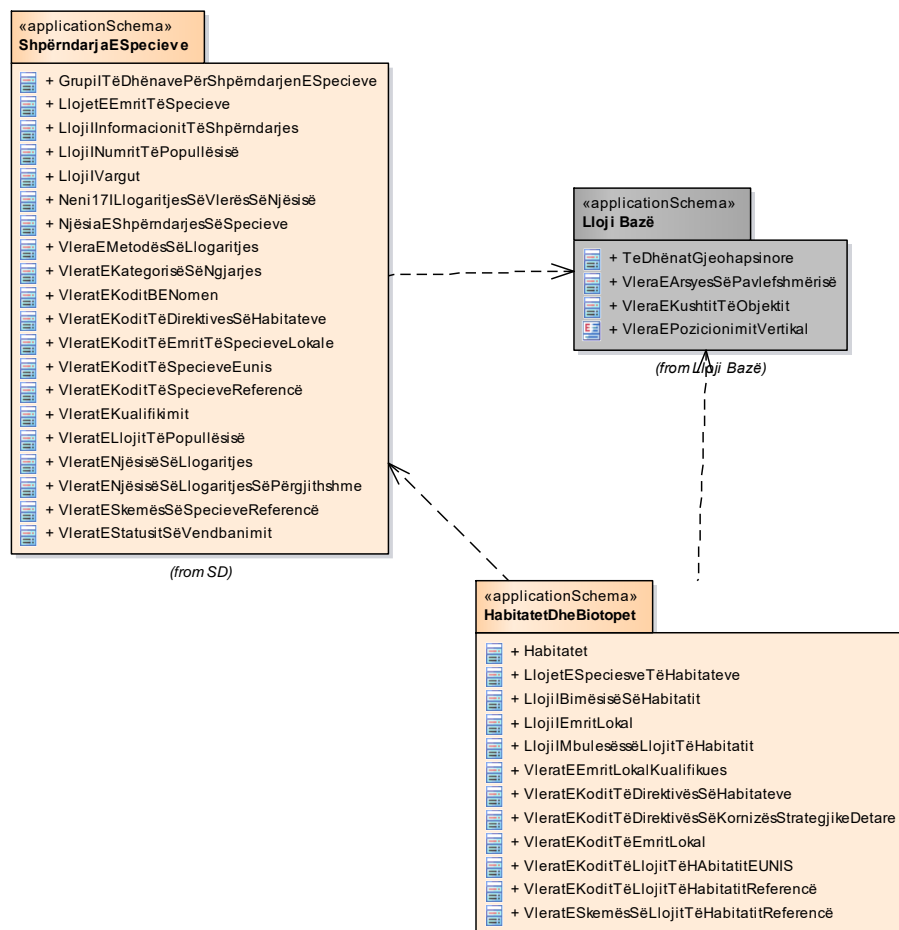 «applicationSchema»
ShpërndarjaESpecieve
+ GrupiITëDhënavePërShpërndarjenESpecieve
+ LlojetEEmritTëSpecieve
+ LlojiIInformacionitTëShpërndarjes
+ LlojiINumritTëPopullësisë
+ LlojiIVargut
+ Neni17ILlogaritjesSëVlerësSëNjësisë
+ NjësiaEShpërndarjesSëSpecieve
+ VleraEMetodësSëLlogaritjes
+ VleratEKategorisëSëNgjarjes
+ VleratEKoditBENomen
+ VleratEKoditTëDirektivesSëHabitateve
+ VleratEKoditTëEmritTëSpecieveLokale
+ VleratEKoditTëSpecieveEunis
+ VleratEKoditTëSpecieveReferencë
+ VleratEKualifikimit
+ VleratELlojitTëPopullësisë
+ VleratENjësisëSëLlogaritjes
+ VleratENjësisëSëLlogaritjesSëPërgjithshme
+ VleratESkemësSëSpecieveReferencë
+ VleratEStatusitSëVendbanimit
(from SD)
«applicationSchema»
Lloji Bazë
+ TeDhënatGjeohapsinore
+ VleraEArsyesSëPavlefshmërisë
+ VleraEKushtitTëObjektit
+ VleraEPozicionimitVertikal
(from Lloji Bazë)
«applicationSchema»
HabitatetDheBiotopet
+ Habitatet
+ LlojetESpeciesveTëHabitateve
+ LlojiIBimësisëSëHabitatit
+ LlojiIEmritLokal
+ LlojiIMbulesëssëLlojitTëHabitatit
+ VleratEEmritLokalKualifikues
+ VleratEKoditTëDirektivësSëHabitateve
+ VleratEKoditTëDirektivësSëKornizësStrategjikeDetare
+ VleratEKoditTëEmritLokal
+ VleratEKoditTëLlojitTëHAbitatitEUNIS
+ VleratEKoditTëLlojitTëHabitatitReferencë
+ VleratESkemësSëLlojitTëHabitatitReferencë